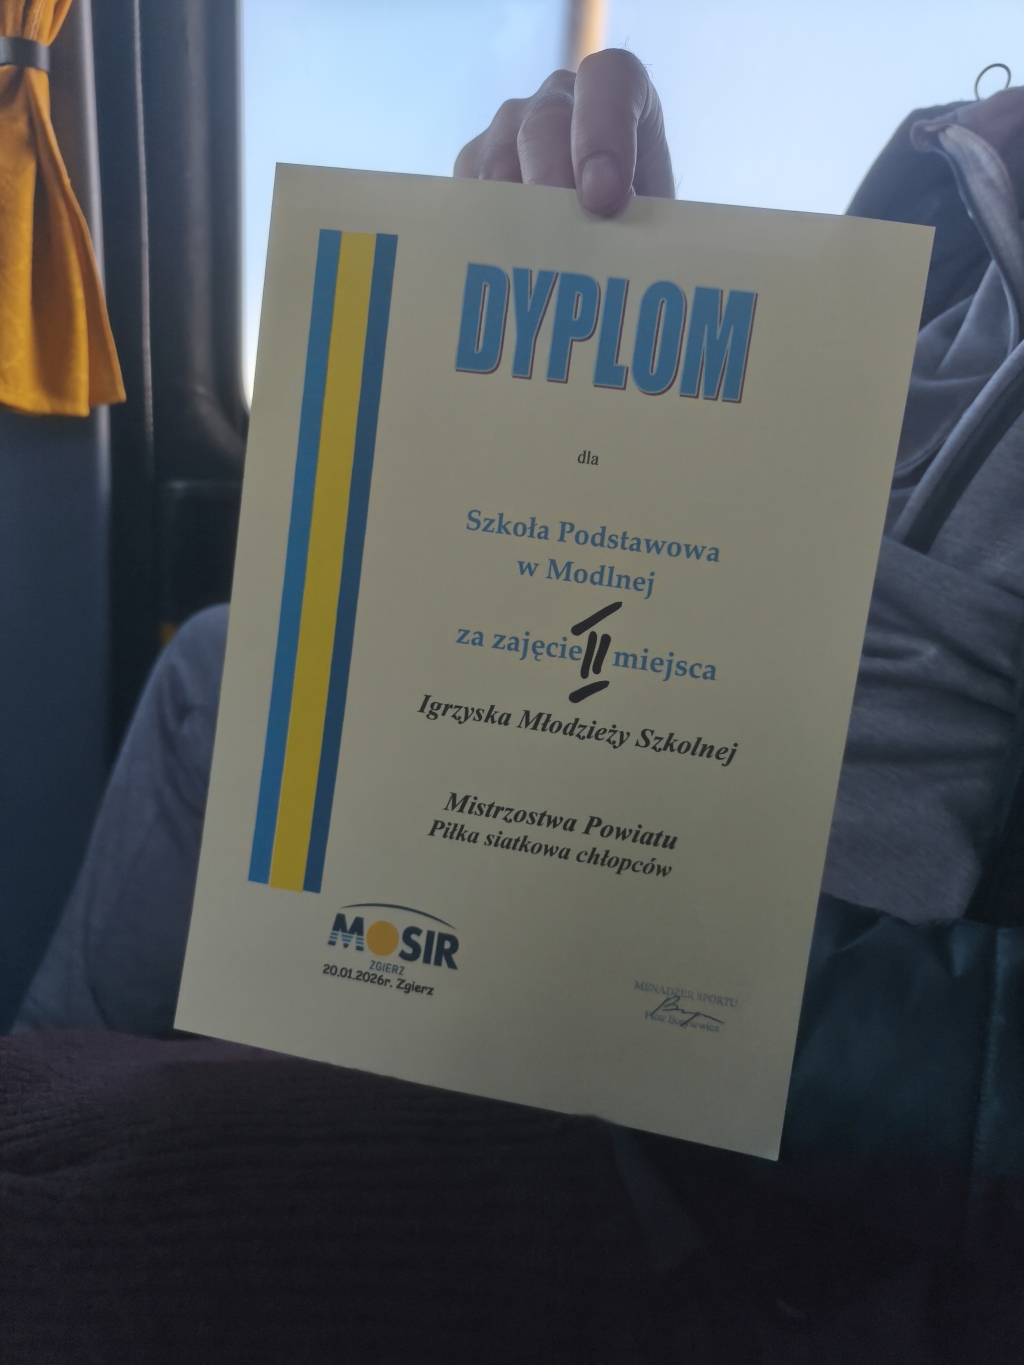 DYPLOM
dla
Szkoła Podstawowa
w Modlnej
za zajęcie II miejsca
Igrzyska Młodzieży Szkolnej
Mistrzostwa Powiatu
Piłka siatkowa chłopców
MOSIR
ZGIERZ
20.01.2026r. Zgierz
MENADŻER SPORTU
Piotr